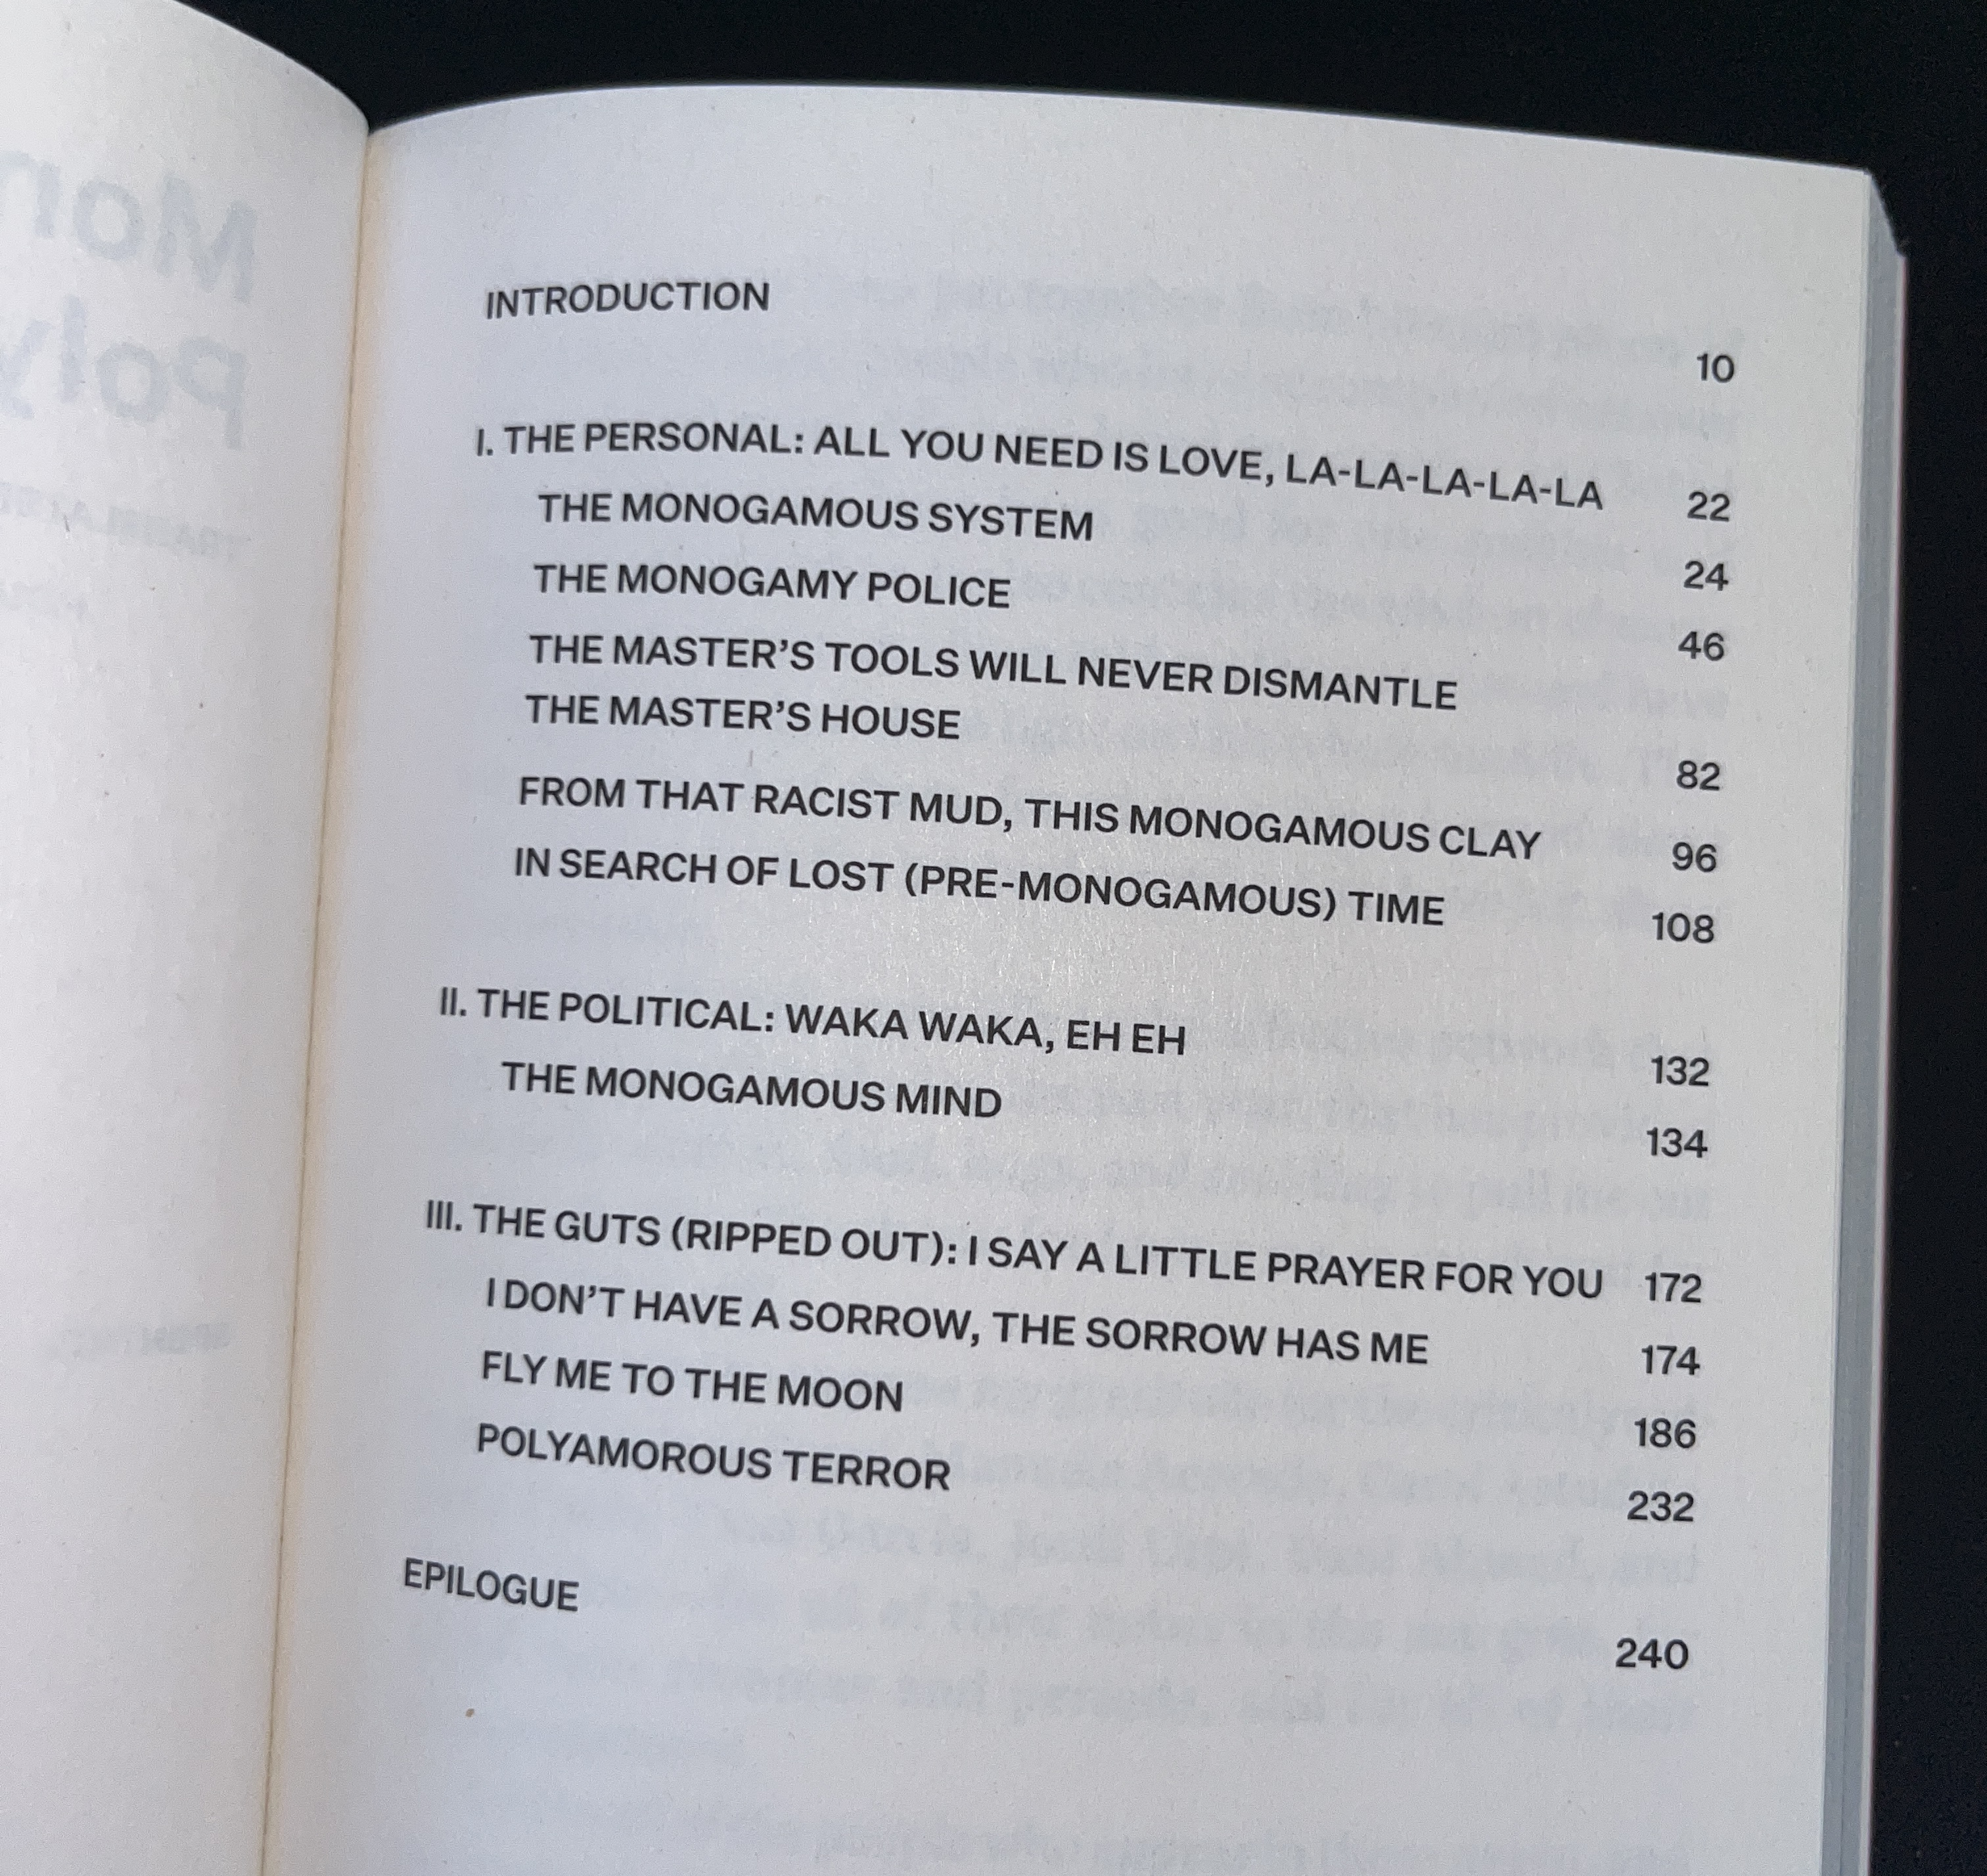 INTRODUCTION 10
I. THE PERSONAL: ALL YOU NEED IS LOVE, LA-LA-LA-LA-LA 22
THE MONOGAMOUS SYSTEM 24
THE MONOGAMY POLICE 46
THE MASTER’S TOOLS WILL NEVER DISMANTLE
THE MASTER’S HOUSE 82
FROM THAT RACIST MUD, THIS MONOGAMOUS CLAY 96
IN SEARCH OF LOST (PRE-MONOGAMOUS) TIME 108
II. THE POLITICAL: WAKA WAKA, EH EH 132
THE MONOGAMOUS MIND 134
III. THE GUTS (RIPPED OUT): I SAY A LITTLE PRAYER FOR YOU 172
I DON’T HAVE A SORROW, THE SORROW HAS ME 174
FLY ME TO THE MOON 186
POLYAMOROUS TERROR 232
EPILOGUE 240